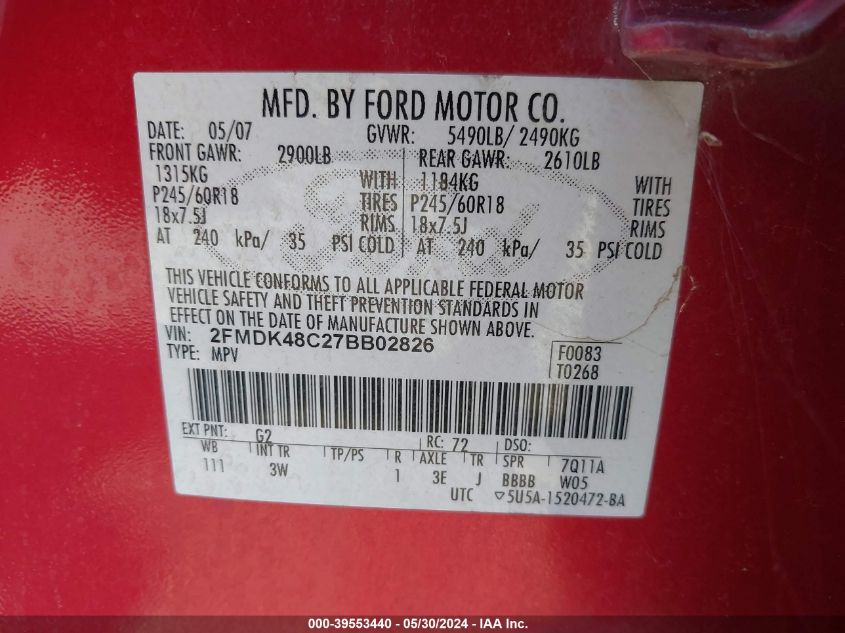 MFD. BY FORD MOTOR CO.
DATE: 05/07 GVWR: 5490LB/ 2490KG
FRONT GAWR: 2900LB REAR GAWR: 2610LB
1315KG WITH 1184KG WITH
P245/60R18 TIRES P245/60R18 TIRES
18x7.5J RIMS 18x7.5J RIMS
AT 240 kPa/ 35 PSI COLD AT 240 kPa/ 35 PSI COLD
THIS VEHICLE CONFORMS TO ALL APPLICABLE FEDERAL MOTOR
VEHICLE SAFETY AND THEFT PREVENTION STANDARDS IN
EFFECT ON THE DATE OF MANUFACTURE SHOWN ABOVE.
VIN: 2FMDK48C27BB02826 F0083
TYPE: MPV T0268
EXT PNT: G2 RC: 72 DSO:
WB INT TR TP/PS R AXLE TR SPR 7Q11A
111 3W 1 3E J BBBB W05
UTC ▽5U5A-1520472-BA
000-39553440 - 05/30/2024 - IAA Inc.